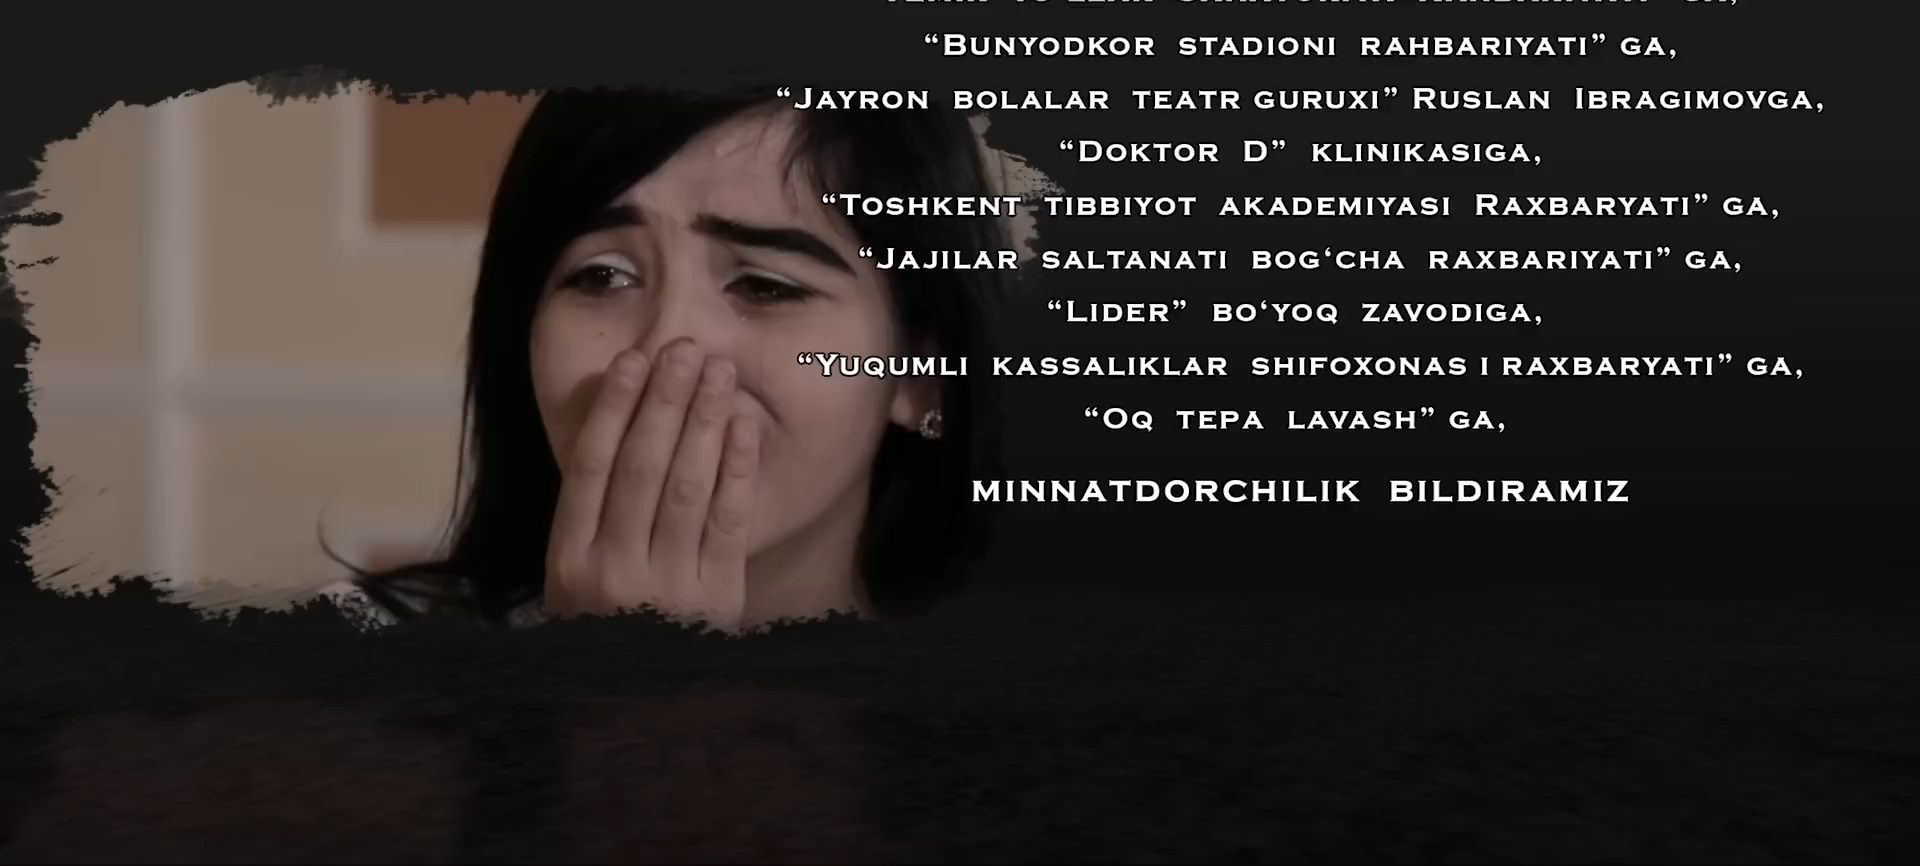 “Bunyodkor stadioni rahbariyati” ga,
“Jayron bolalar teatr guruxi” Ruslan Ibragimovga,
“Doktor D” klinikasiga,
“Toshkent tibbiyot akademiyasi Raxbaryati” ga,
“Jajilar saltanati bog‘cha raxbariyati” ga,
“Lider” bo‘yoq zavodiga,
“Yuqumli kassaliklar shifoxonas i raxbaryati” ga,
“Oq tepa lavash” ga,
MINNATDORCHILIK BILDIRAMIZ